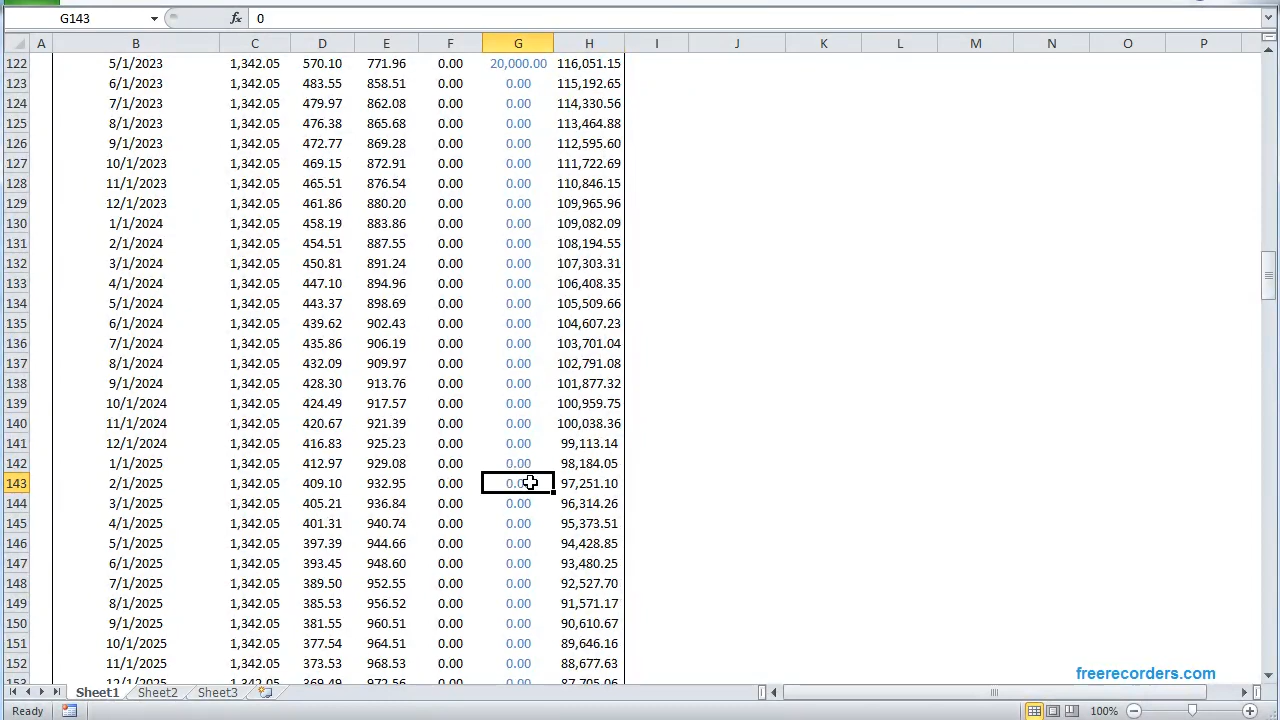 G143 fx 0
A B C D E F G H I J K L M N O P
122 5/1/2023 1,342.05 570.10 771.96 0.00 20,000.00 116,051.15
123 6/1/2023 1,342.05 483.55 858.51 0.00 0.00 115,192.65
124 7/1/2023 1,342.05 479.97 862.08 0.00 0.00 114,330.56
125 8/1/2023 1,342.05 476.38 865.68 0.00 0.00 113,464.88
126 9/1/2023 1,342.05 472.77 869.28 0.00 0.00 112,595.60
127 10/1/2023 1,342.05 469.15 872.91 0.00 0.00 111,722.69
128 11/1/2023 1,342.05 465.51 876.54 0.00 0.00 110,846.15
129 12/1/2023 1,342.05 461.86 880.20 0.00 0.00 109,965.96
130 1/1/2024 1,342.05 458.19 883.86 0.00 0.00 109,082.09
131 2/1/2024 1,342.05 454.51 887.55 0.00 0.00 108,194.55
132 3/1/2024 1,342.05 450.81 891.24 0.00 0.00 107,303.31
133 4/1/2024 1,342.05 447.10 894.96 0.00 0.00 106,408.35
134 5/1/2024 1,342.05 443.37 898.69 0.00 0.00 105,509.66
135 6/1/2024 1,342.05 439.62 902.43 0.00 0.00 104,607.23
136 7/1/2024 1,342.05 435.86 906.19 0.00 0.00 103,701.04
137 8/1/2024 1,342.05 432.09 909.97 0.00 0.00 102,791.08
138 9/1/2024 1,342.05 428.30 913.76 0.00 0.00 101,877.32
139 10/1/2024 1,342.05 424.49 917.57 0.00 0.00 100,959.75
140 11/1/2024 1,342.05 420.67 921.39 0.00 0.00 100,038.36
141 12/1/2024 1,342.05 416.83 925.23 0.00 0.00 99,113.14
142 1/1/2025 1,342.05 412.97 929.08 0.00 0.00 98,184.05
143 2/1/2025 1,342.05 409.10 932.95 0.00 97,251.10
144 3/1/2025 1,342.05 405.21 936.84 0.00 0.00 96,314.26
145 4/1/2025 1,342.05 401.31 940.74 0.00 0.00 95,373.51
146 5/1/2025 1,342.05 397.39 944.66 0.00 0.00 94,428.85
147 6/1/2025 1,342.05 393.45 948.60 0.00 0.00 93,480.25
148 7/1/2025 1,342.05 389.50 952.55 0.00 0.00 92,527.70
149 8/1/2025 1,342.05 385.53 956.52 0.00 0.00 91,571.17
150 9/1/2025 1,342.05 381.55 960.51 0.00 0.00 90,610.67
151 10/1/2025 1,342.05 377.54 964.51 0.00 0.00 89,646.16
152 11/1/2025 1,342.05 373.53 968.53 0.00 0.00 88,677.63
freerecorders.com
Sheet1 Sheet2 Sheet3
Ready 100%